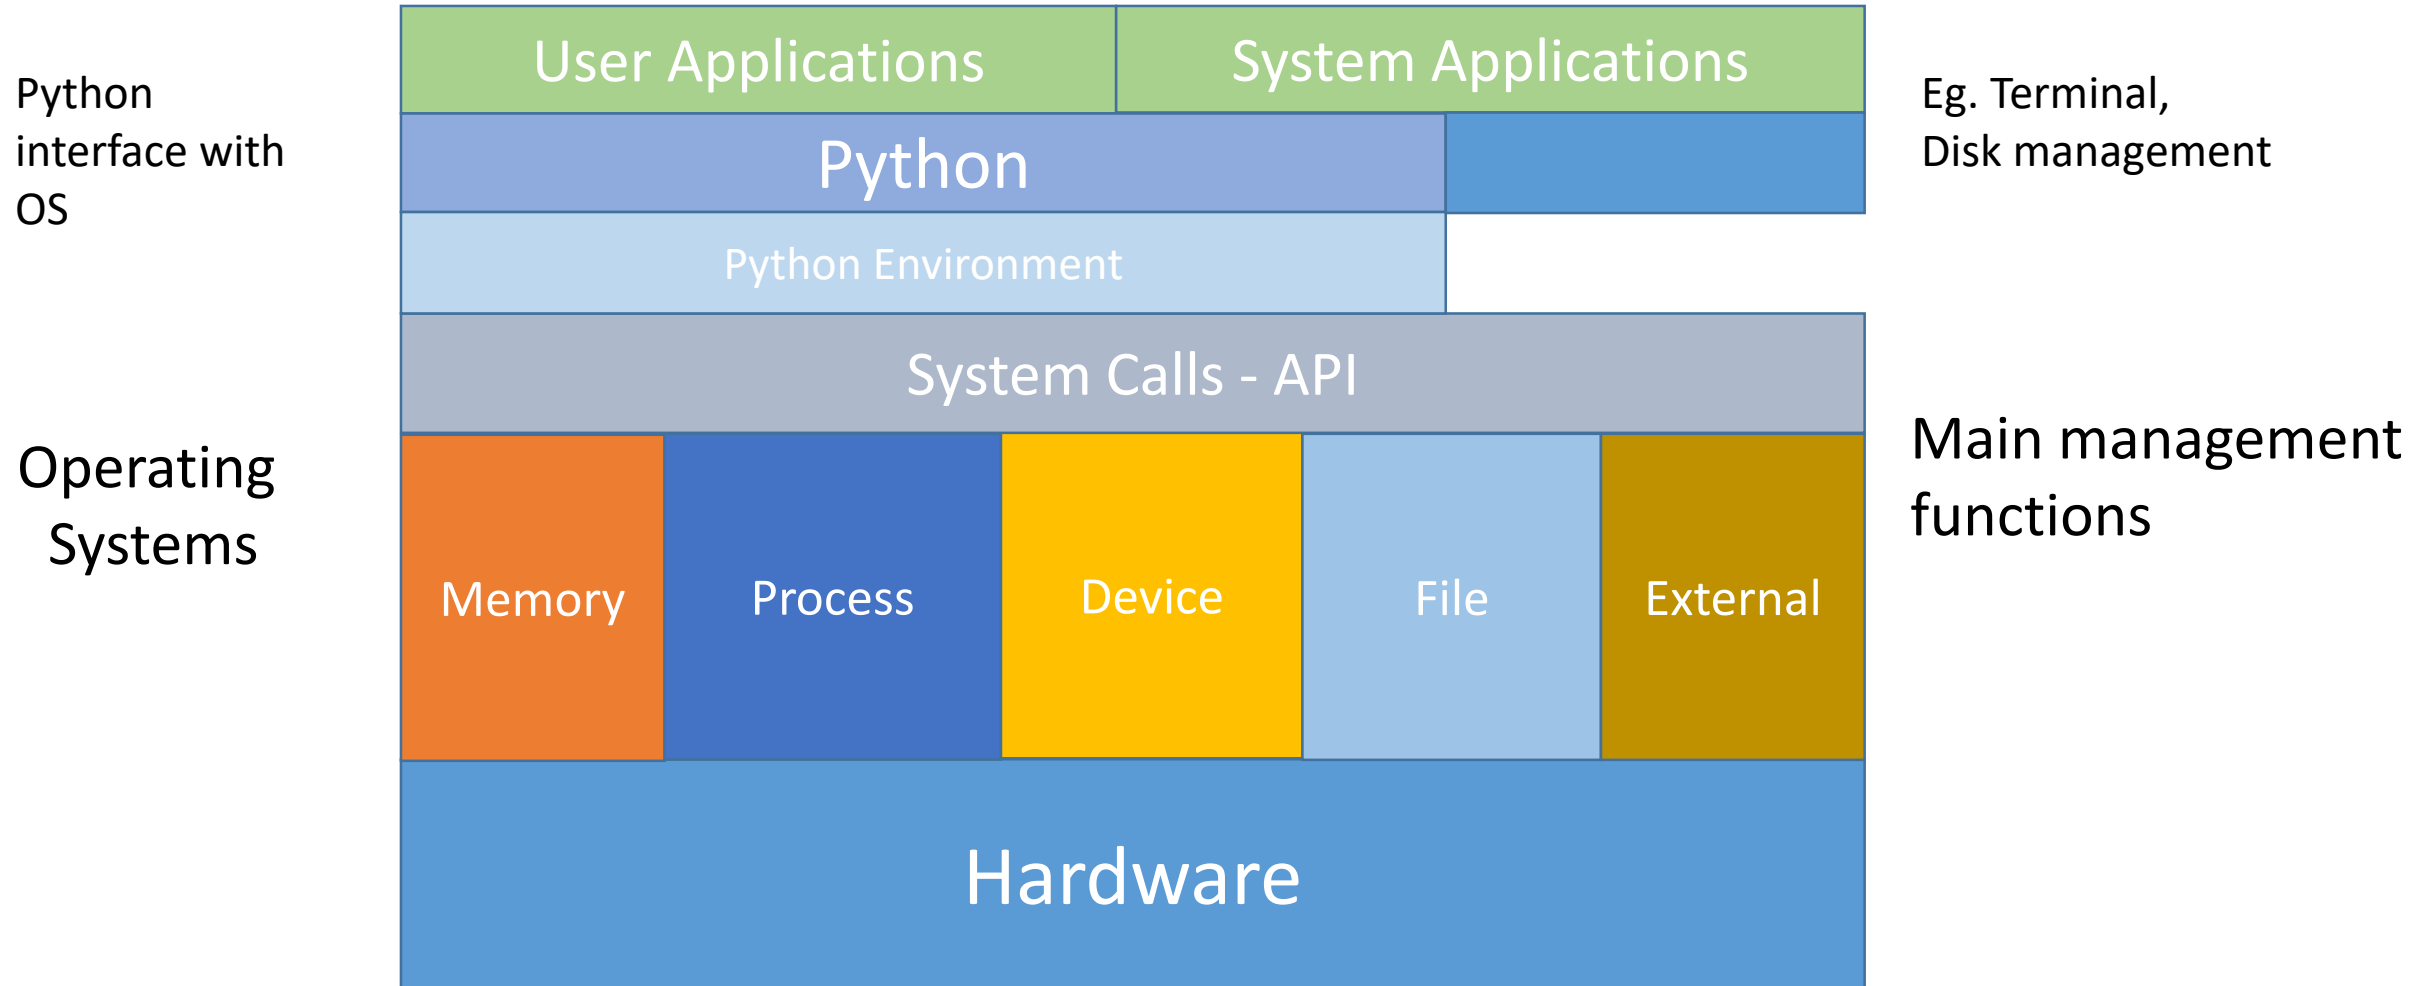 User Applications
System Applications
Python
interface with
OS
Eg. Terminal,
Disk management
Python
Python Environment
System Calls - API
Operating
Systems
Main management
functions
Memory
Process
Device
File
External
Hardware